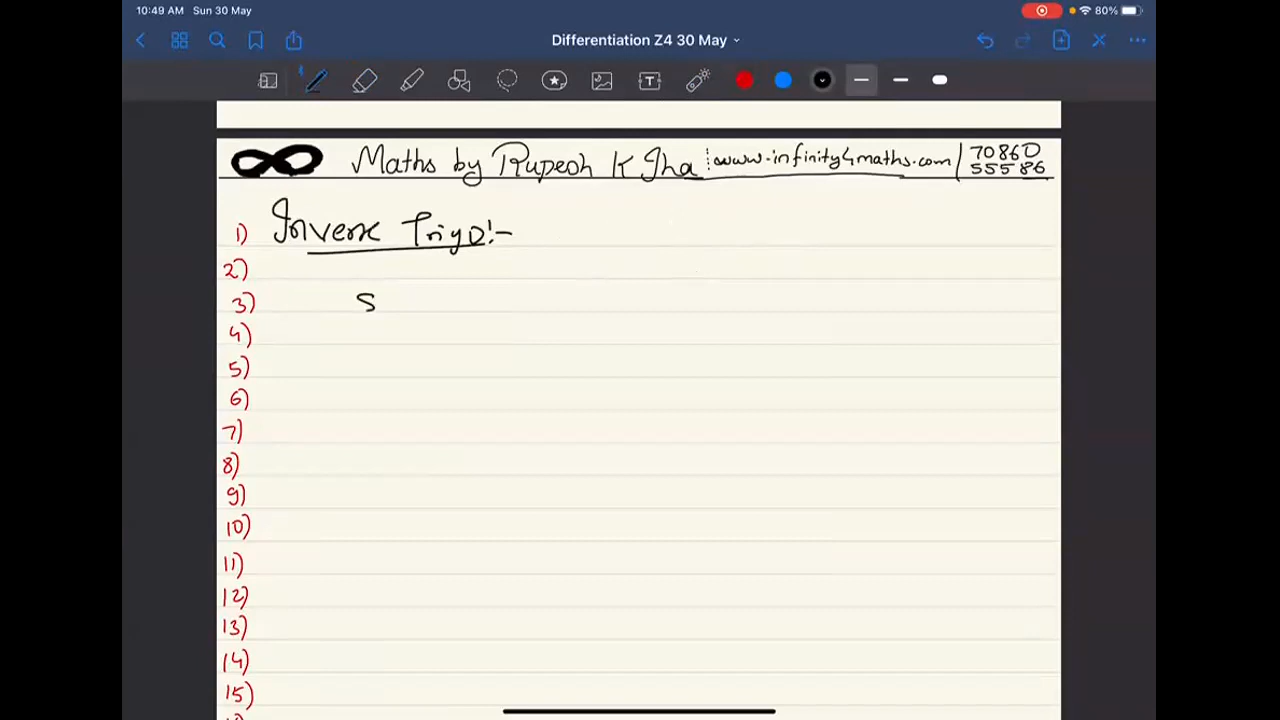 10:49 AM Sun 30 May 80%
Differentiation Z4 30 May
Maths by Rupesh K Jha www.infinity4maths.com 70860 55586
1) Inverse Trigo:-
2)
3) S
4)
5)
6)
7)
8)
9)
10)
11)
12)
13)
14)
15)